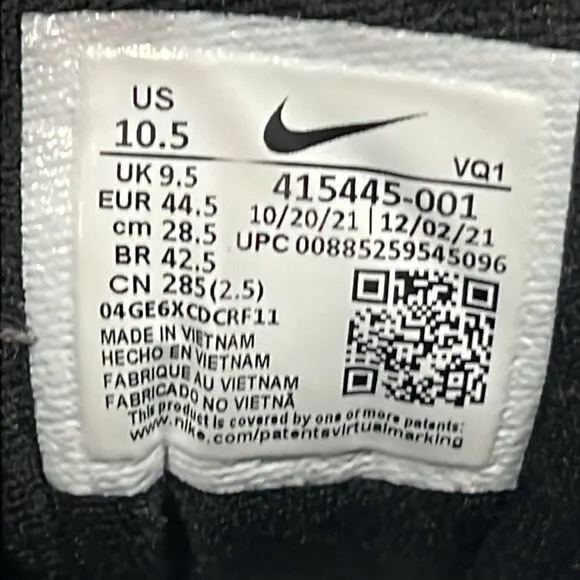 US
10.5
VQ1
UK 9.5
415445-001
EUR 44.5
10/20/21 | 12/02/21
cm 28.5
UPC 00885259545096
BR 42.5
CN 285(2.5)
04GE6XCDCRF11
MADE IN VIETNAM
HECHO EN VIETNAM
FABRIQUE AU VIETNAM
FABRICADO NO VIETNÃ
This product is covered by one or more patents:
www.nike.com/patentsvirtualmarking